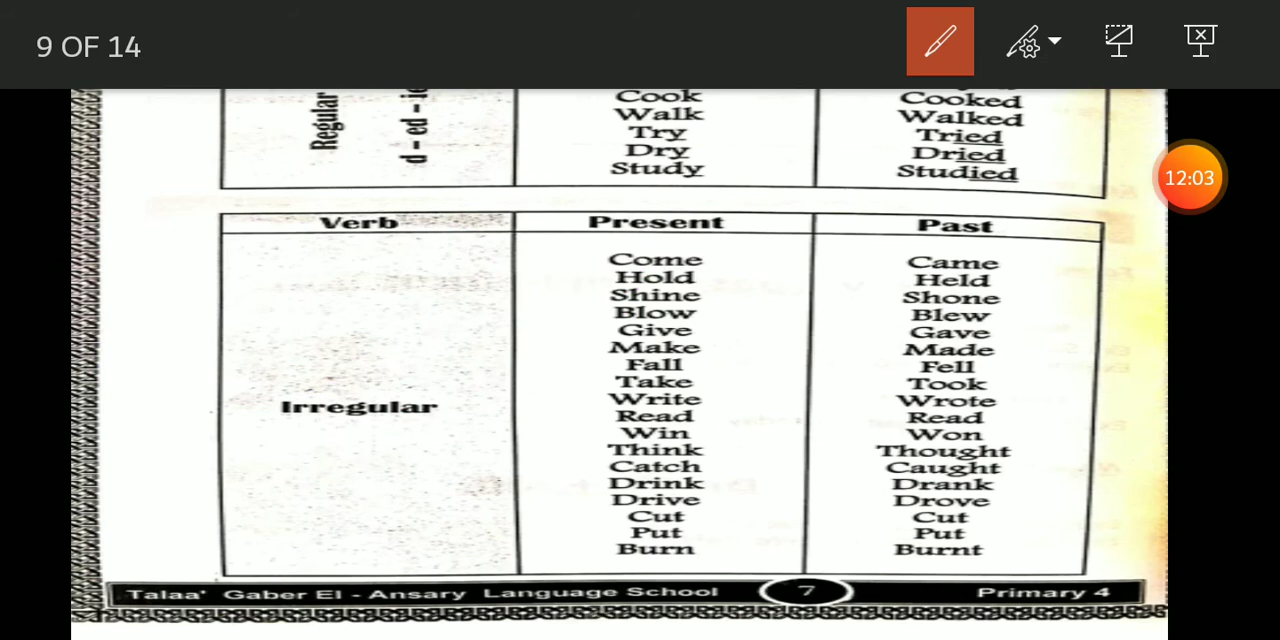 9 OF 14
12:03
Regular
d – ed – ie
Cook Cooked
Walk Walked
Try Tried
Dry Dried
Study Studied
Verb Present Past
Irregular
Come Came
Hold Held
Shine Shone
Blow Blew
Give Gave
Make Made
Fall Fell
Take Took
Write Wrote
Read Read
Win Won
Think Thought
Catch Caught
Drink Drank
Drive Drove
Cut Cut
Put Put
Burn Burnt
Talaa' Gaber El - Ansary Language School 7 Primary 4